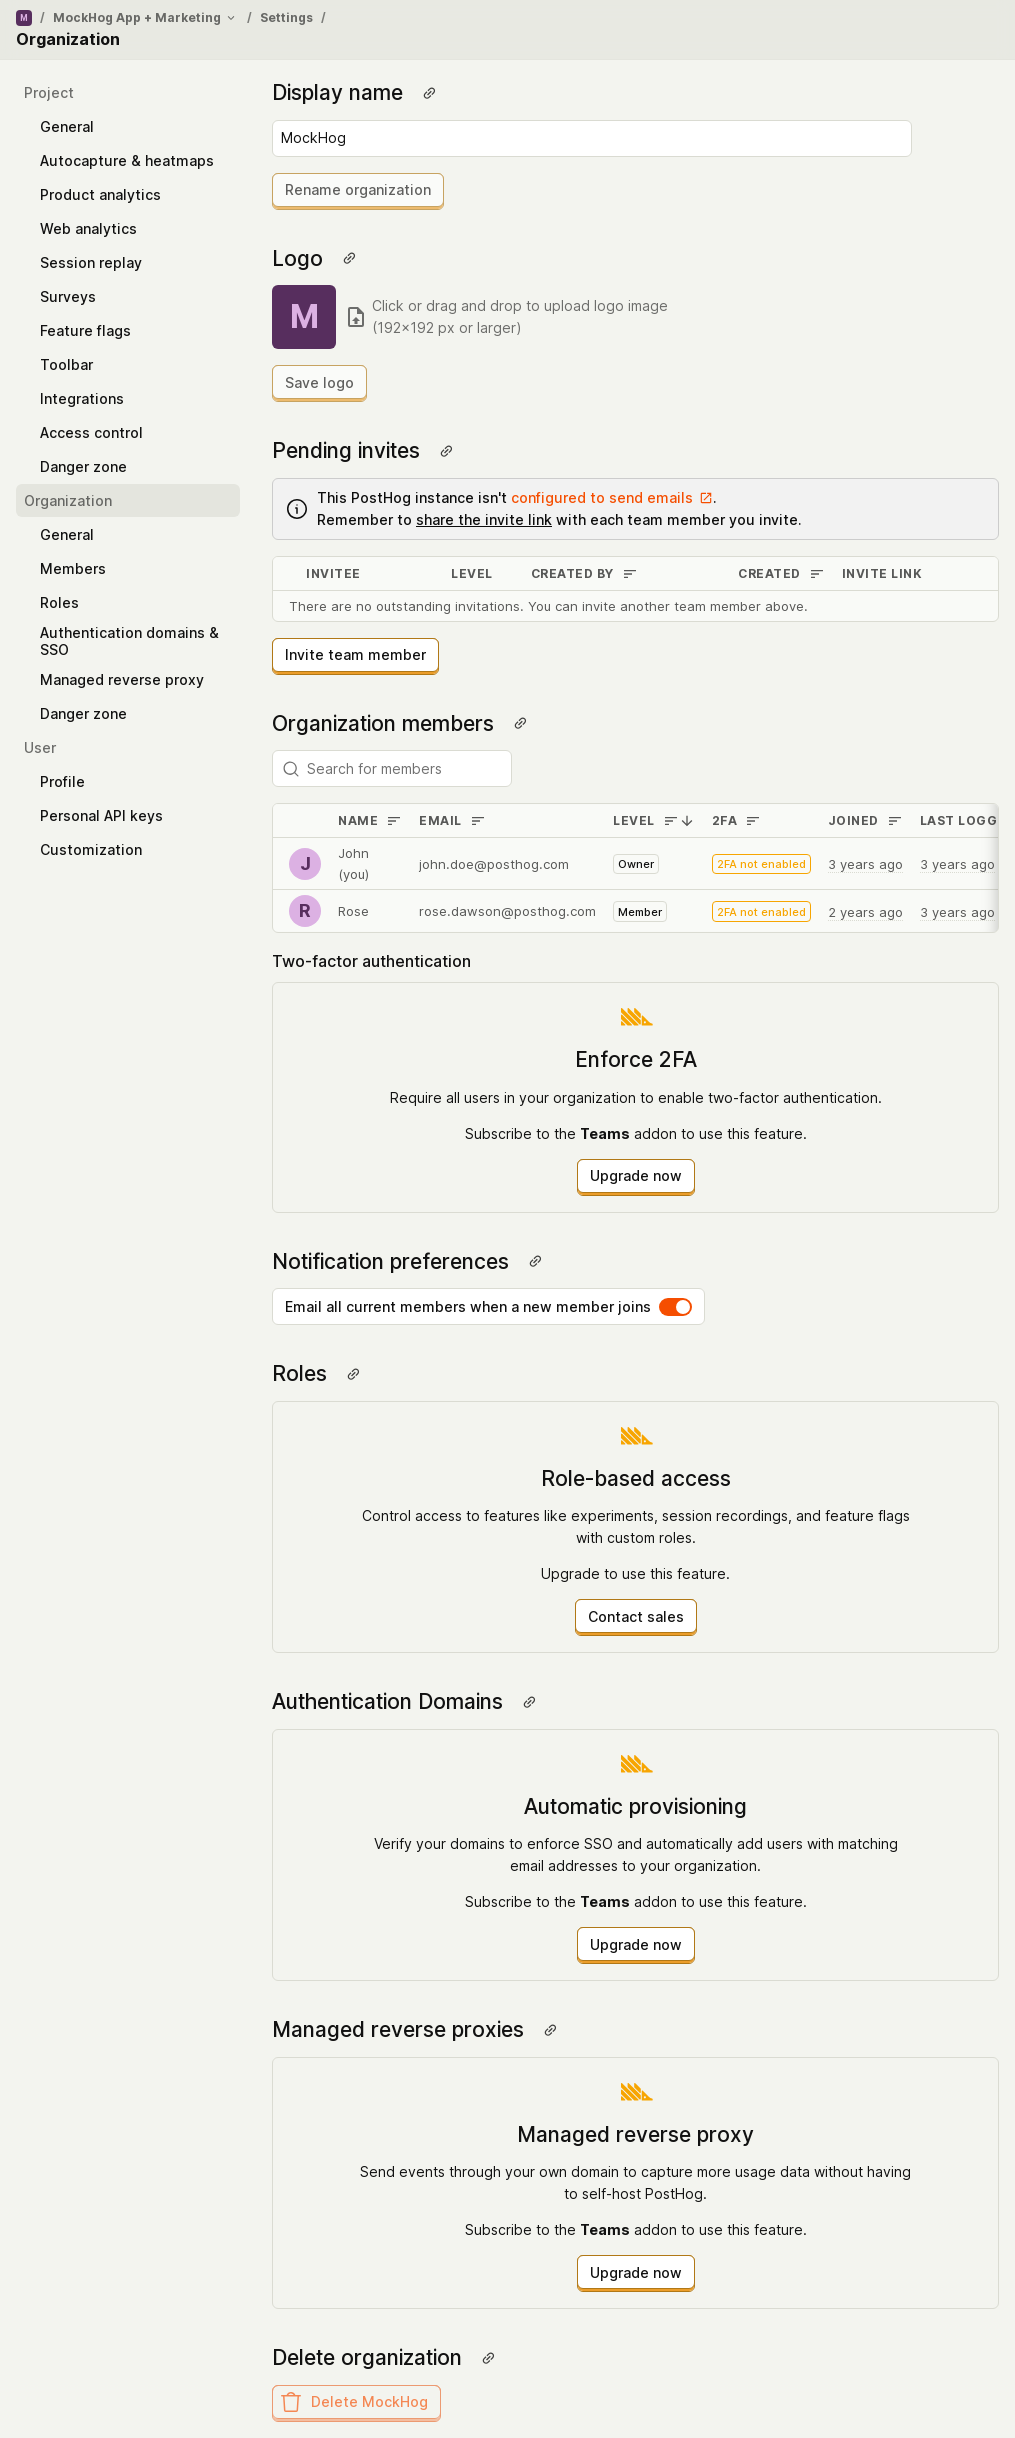 M / MockHog App + Marketing / Settings /
Organization
Project
General
Autocapture & heatmaps
Product analytics
Web analytics
Session replay
Surveys
Feature flags
Toolbar
Integrations
Access control
Danger zone
Organization
General
Members
Roles
Authentication domains &
SSO
Managed reverse proxy
Danger zone
User
Profile
Personal API keys
Customization
Display name
MockHog
Rename organization
Logo
M
Click or drag and drop to upload logo image
(192x192 px or larger)
Save logo
Pending invites
This PostHog instance isn't configured to send emails.
Remember to share the invite link with each team member you invite.
INVITEE LEVEL CREATED BY CREATED INVITE LINK
There are no outstanding invitations. You can invite another team member above.
Invite team member
Organization members
Search for members
NAME EMAIL LEVEL 2FA JOINED LAST LOGG
J John (you) john.doe@posthog.com Owner 2FA not enabled 3 years ago 3 years ago
R Rose rose.dawson@posthog.com Member 2FA not enabled 2 years ago 3 years ago
Two-factor authentication
Enforce 2FA
Require all users in your organization to enable two-factor authentication.
Subscribe to the Teams addon to use this feature.
Upgrade now
Notification preferences
Email all current members when a new member joins
Roles
Role-based access
Control access to features like experiments, session recordings, and feature flags
with custom roles.
Upgrade to use this feature.
Contact sales
Authentication Domains
Automatic provisioning
Verify your domains to enforce SSO and automatically add users with matching
email addresses to your organization.
Subscribe to the Teams addon to use this feature.
Upgrade now
Managed reverse proxies
Managed reverse proxy
Send events through your own domain to capture more usage data without having
to self-host PostHog.
Subscribe to the Teams addon to use this feature.
Upgrade now
Delete organization
Delete MockHog